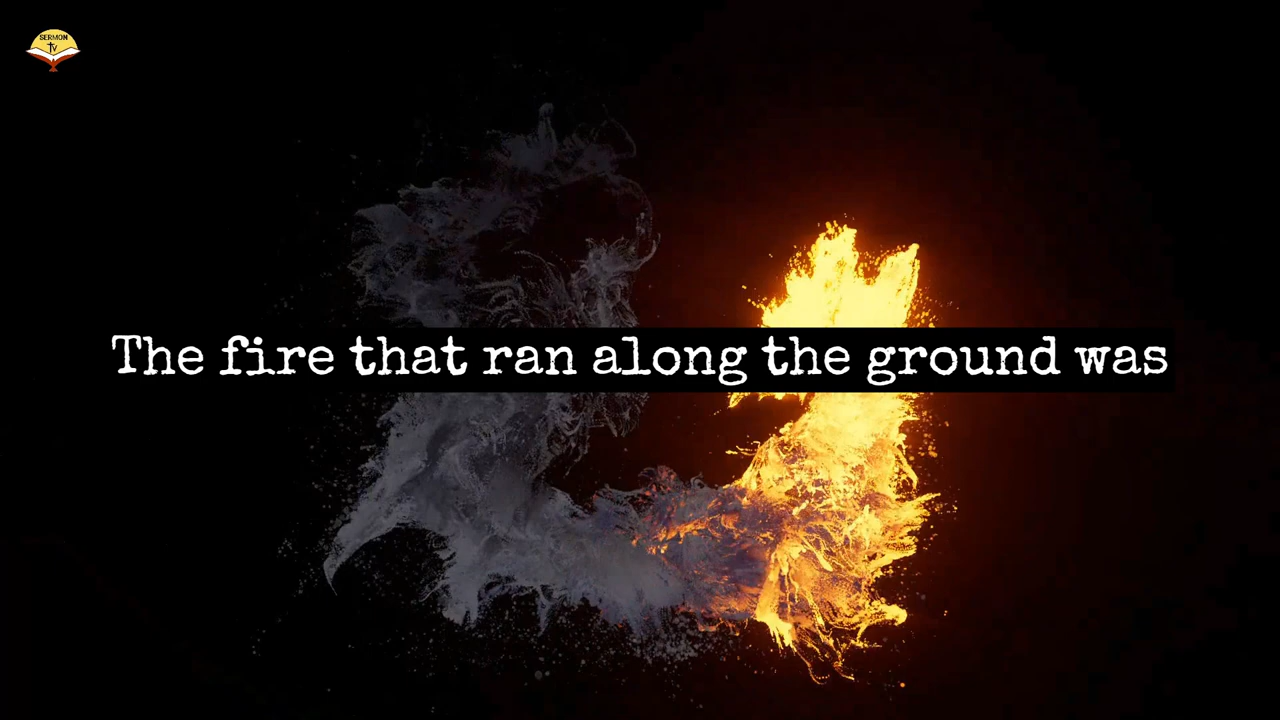 SERMON
TV
The fire that ran along the ground was